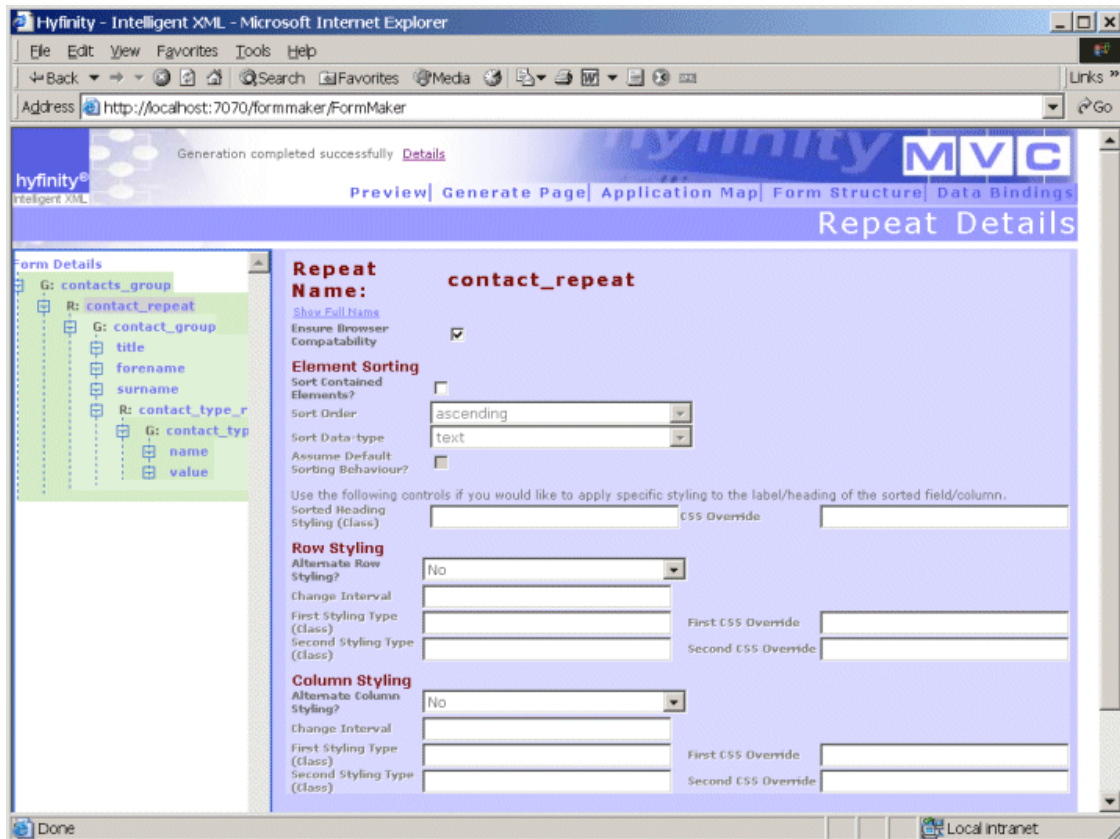 Hyfinity - Intelligent XML - Microsoft Internet Explorer
File Edit View Favorites Tools Help
Back Search Favorites Media Links »
Address http://localhost:7070/formmaker/FormMaker Go
Generation completed successfully Details
hyfinity MVC
hyfinity®
Intelligent XML
Preview| Generate Page| Application Map| Form Structure| Data Bindings
Repeat Details
Form Details
G: contacts_group
R: contact_repeat
G: contact_group
title
forename
surname
R: contact_type_r
G: contact_typ
name
value
Repeat
Name: contact_repeat
Show Full Name
Ensure Browser
Compatability
Element Sorting
Sort Contained
Elements?
Sort Order ascending
Sort Data-type text
Assume Default
Sorting Behaviour?
Use the following controls if you would like to apply specific styling to the label/heading of the sorted field/column.
Sorted Heading
Styling (Class) CSS Override
Row Styling
Alternate Row
Styling? No
Change Interval
First Styling Type
(Class) First CSS Override
Second Styling Type
(Class) Second CSS Override
Column Styling
Alternate Column
Styling? No
Change Interval
First Styling Type
(Class) First CSS Override
Second Styling Type
(Class) Second CSS Override
Done Local intranet